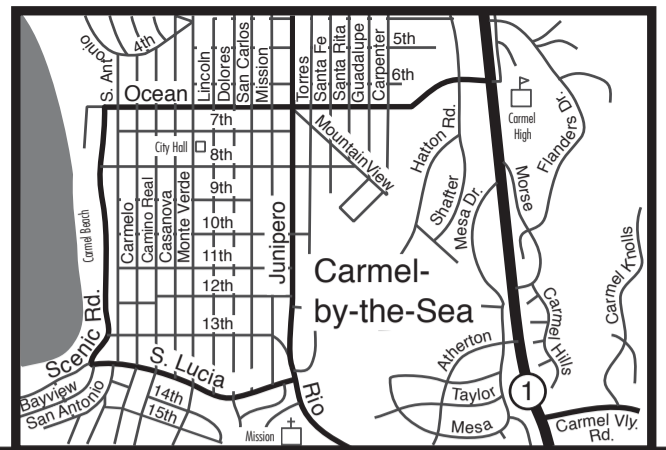 S. Antonio
4th
Lincoln
Dolores
San Carlos
Mission
Torres
Santa Fe
Santa Rita
Guadalupe
Carpenter
5th
6th
Ocean
7th
City Hall
8th
Mountain View
Hatton Rd.
Carmel
High
Flanders Dr.
Shafter
Mesa Dr.
Morse
Carmel Beach
Carmelo
Camino Real
Casanova
Monte Verde
9th
10th
11th
12th
13th
Junipero
Carmel-
by-the-Sea
Carmel Knolls
Carmel Hills
Scenic Rd.
S. Lucia
Atherton
Taylor
Mesa
1
Bayview
San Antonio
14th
15th
Mission
Rio
Carmel Vly.
Rd.